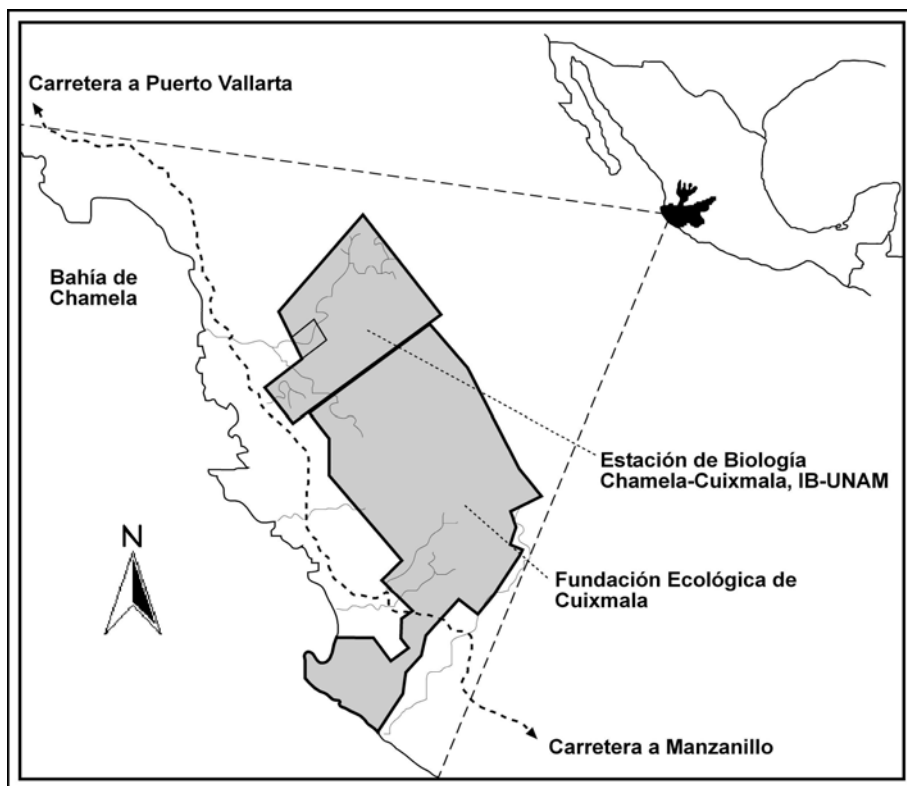 Carretera a Puerto Vallarta
Bahía de
Chamela
Estación de Biología
Chamela-Cuixmala, IB-UNAM
N
Fundación Ecológica de
Cuixmala
Carretera a Manzanillo